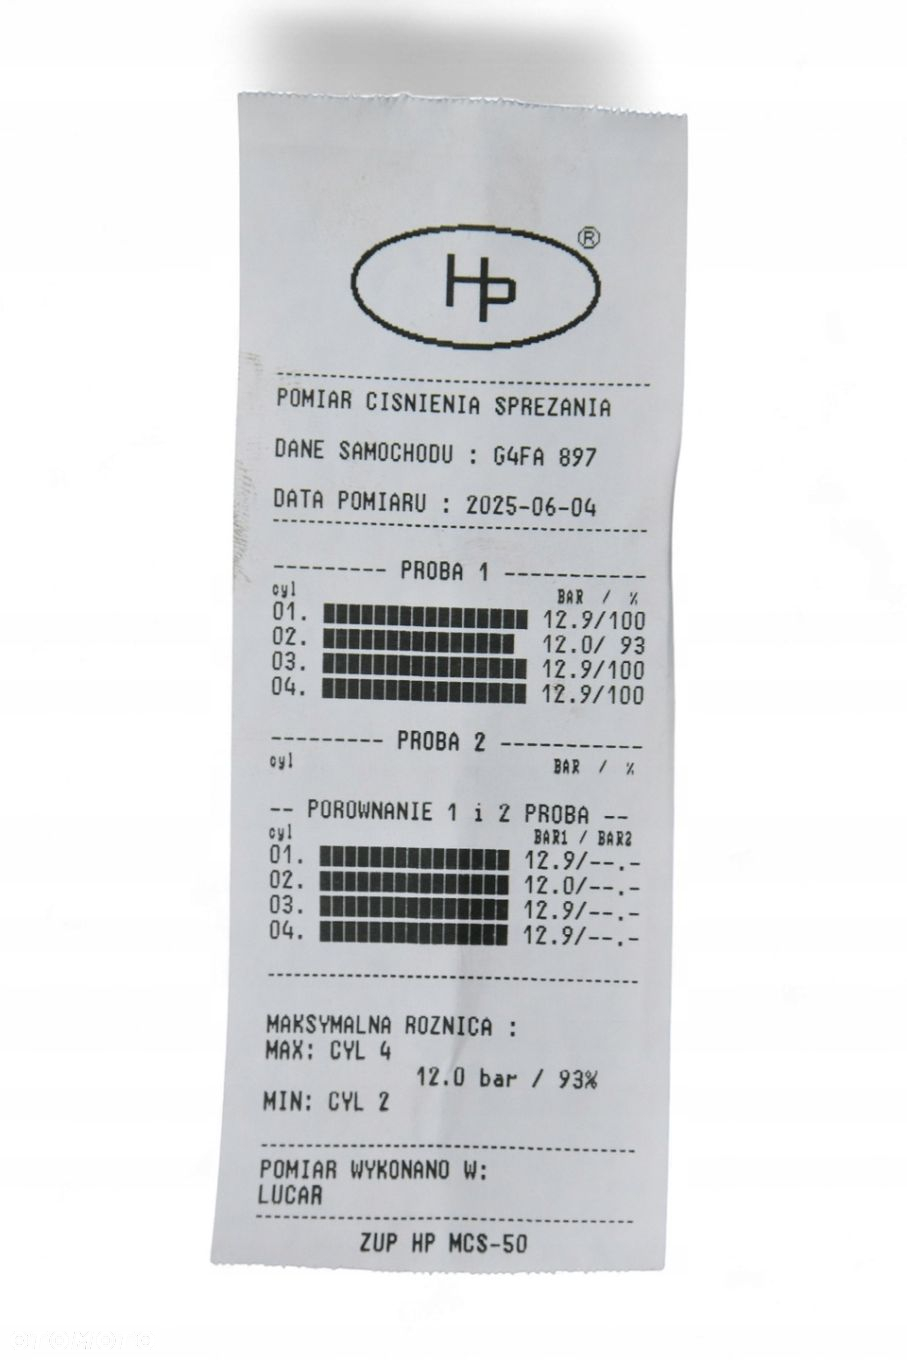 HP ®
POMIAR CISNIENIA SPREZANIA
DANE SAMOCHODU : G4FA 897
DATA POMIARU : 2025-06-04
--------- PROBA 1 -----------
cyl BAR / %
01. 12.9/100
02. 12.0/ 93
03. 12.9/100
04. 12.9/100
--------- PROBA 2 -----------
cyl BAR / %
-- POROWNANIE 1 i 2 PROBA --
cyl BAR1 / BAR2
01. 12.9/--.-
02. 12.0/--.-
03. 12.9/--.-
04. 12.9/--.-
MAKSYMALNA ROZNICA :
MAX: CYL 4
12.0 bar / 93%
MIN: CYL 2
POMIAR WYKONANO W:
LUCAR
ZUP HP MCS-50